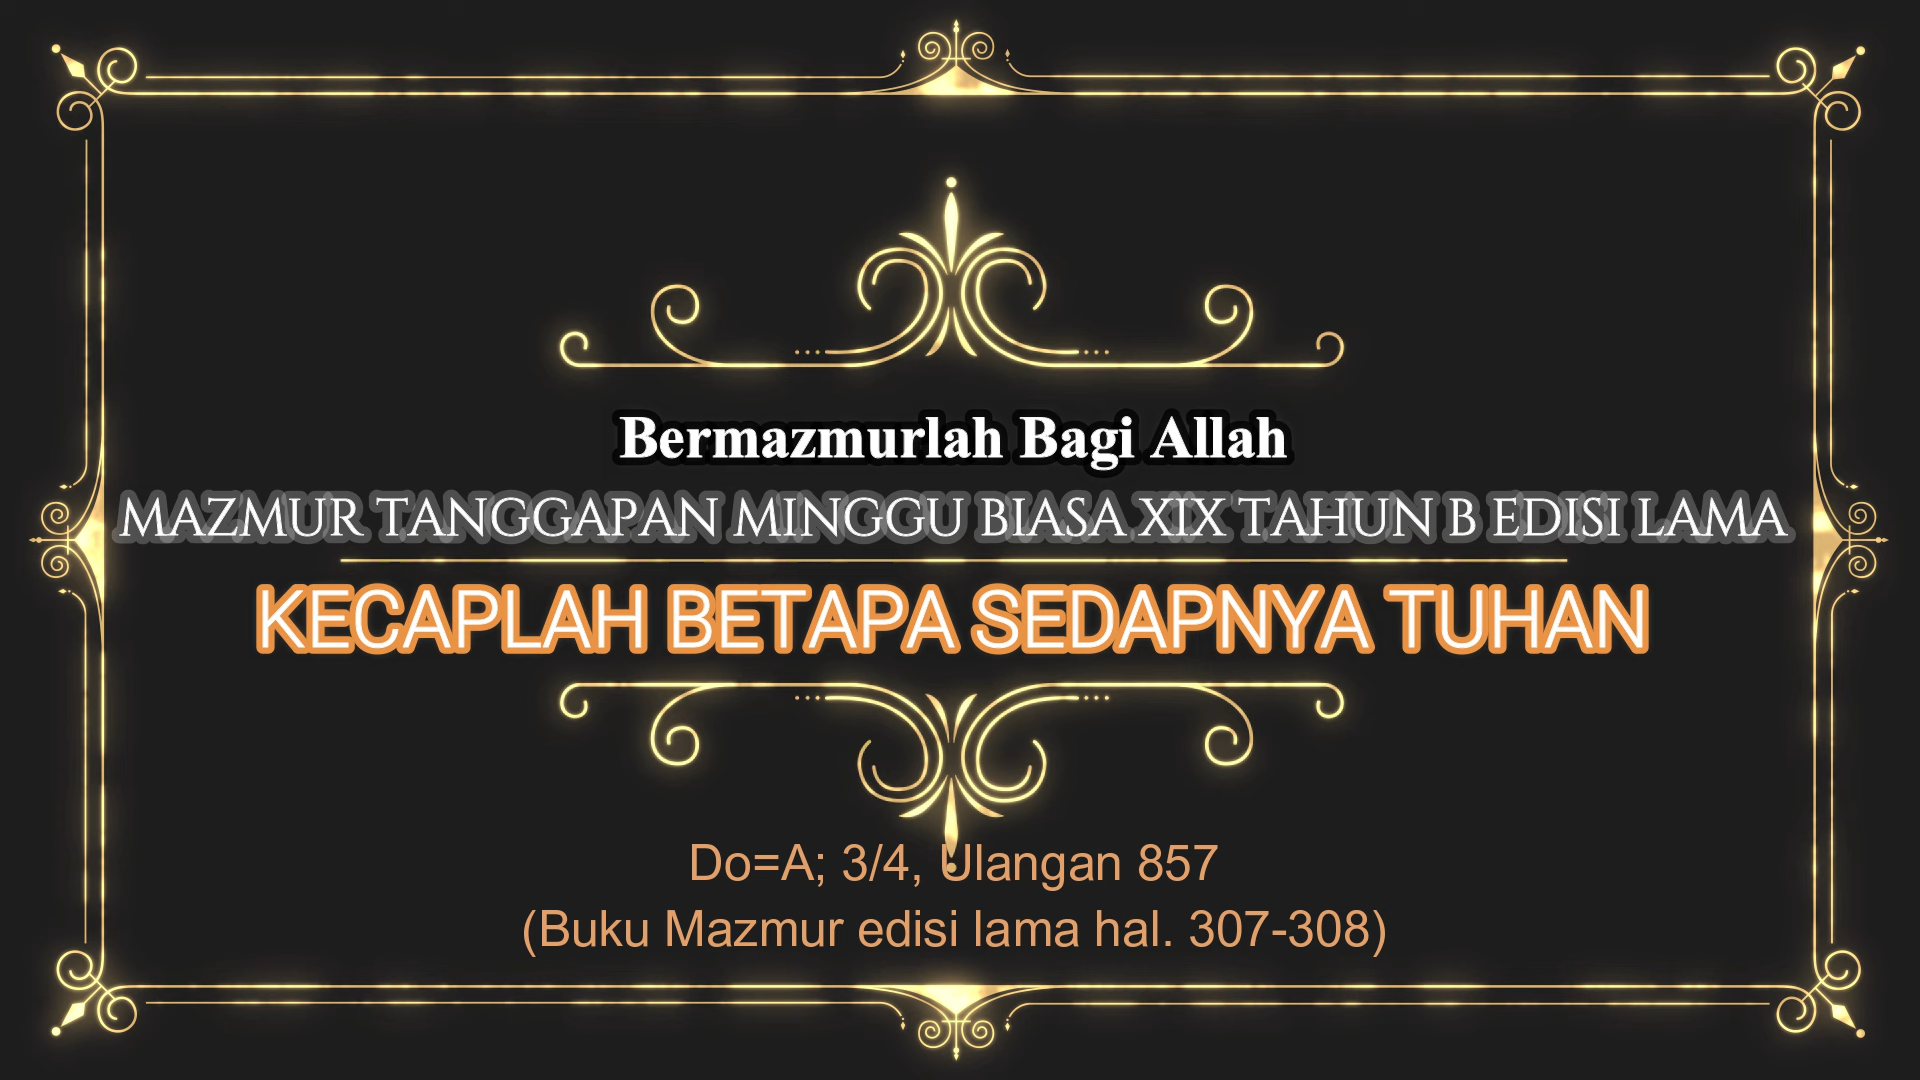 Bermazmurlah Bagi Allah
MAZMUR TANGGAPAN MINGGU BIASA XIX TAHUN B EDISI LAMA
KECAPLAH BETAPA SEDAPNYA TUHAN
Do=A; 3/4, Ulangan 857
(Buku Mazmur edisi lama hal. 307-308)